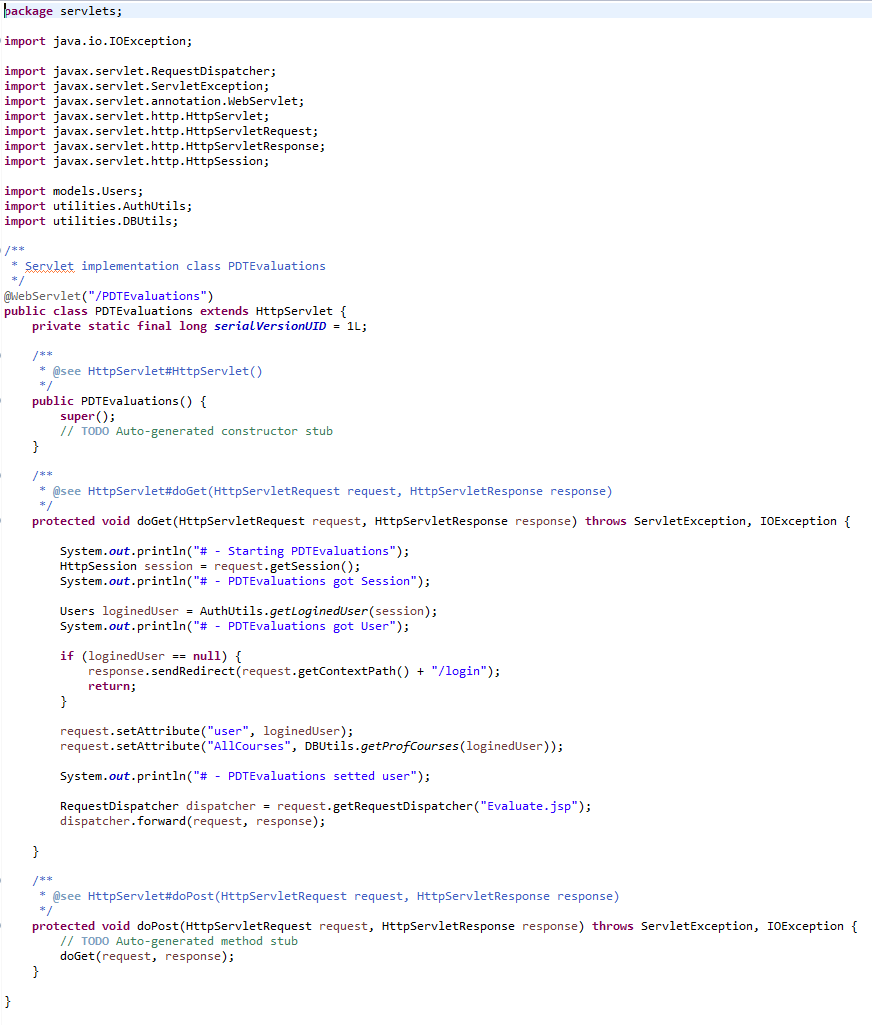 package servlets;
import java.io.IOException;
import javax.servlet.RequestDispatcher;
import javax.servlet.ServletException;
import javax.servlet.annotation.WebServlet;
import javax.servlet.http.HttpServlet;
import javax.servlet.http.HttpServletRequest;
import javax.servlet.http.HttpServletResponse;
import javax.servlet.http.HttpSession;
import models.Users;
import utilities.AuthUtils;
import utilities.DBUtils;
/**
 * Servlet implementation class PDTEvaluations
 */
@WebServlet("/PDTEvaluations")
public class PDTEvaluations extends HttpServlet {
    private static final long serialVersionUID = 1L;
    /**
     * @see HttpServlet#HttpServlet()
     */
    public PDTEvaluations() {
        super();
        // TODO Auto-generated constructor stub
    }
    /**
     * @see HttpServlet#doGet(HttpServletRequest request, HttpServletResponse response)
     */
    protected void doGet(HttpServletRequest request, HttpServletResponse response) throws ServletException, IOException {
        System.out.println("# - Starting PDTEvaluations");
        HttpSession session = request.getSession();
        System.out.println("# - PDTEvaluations got Session");
        Users loginedUser = AuthUtils.getLoginedUser(session);
        System.out.println("# - PDTEvaluations got User");
        if (loginedUser == null) {
            response.sendRedirect(request.getContextPath() + "/login");
            return;
        }
        request.setAttribute("user", loginedUser);
        request.setAttribute("AllCourses", DBUtils.getProfCourses(loginedUser));
        System.out.println("# - PDTEvaluations setted user");
        RequestDispatcher dispatcher = request.getRequestDispatcher("Evaluate.jsp");
        dispatcher.forward(request, response);
    }
    /**
     * @see HttpServlet#doPost(HttpServletRequest request, HttpServletResponse response)
     */
    protected void doPost(HttpServletRequest request, HttpServletResponse response) throws ServletException, IOException {
        // TODO Auto-generated method stub
        doGet(request, response);
    }
}